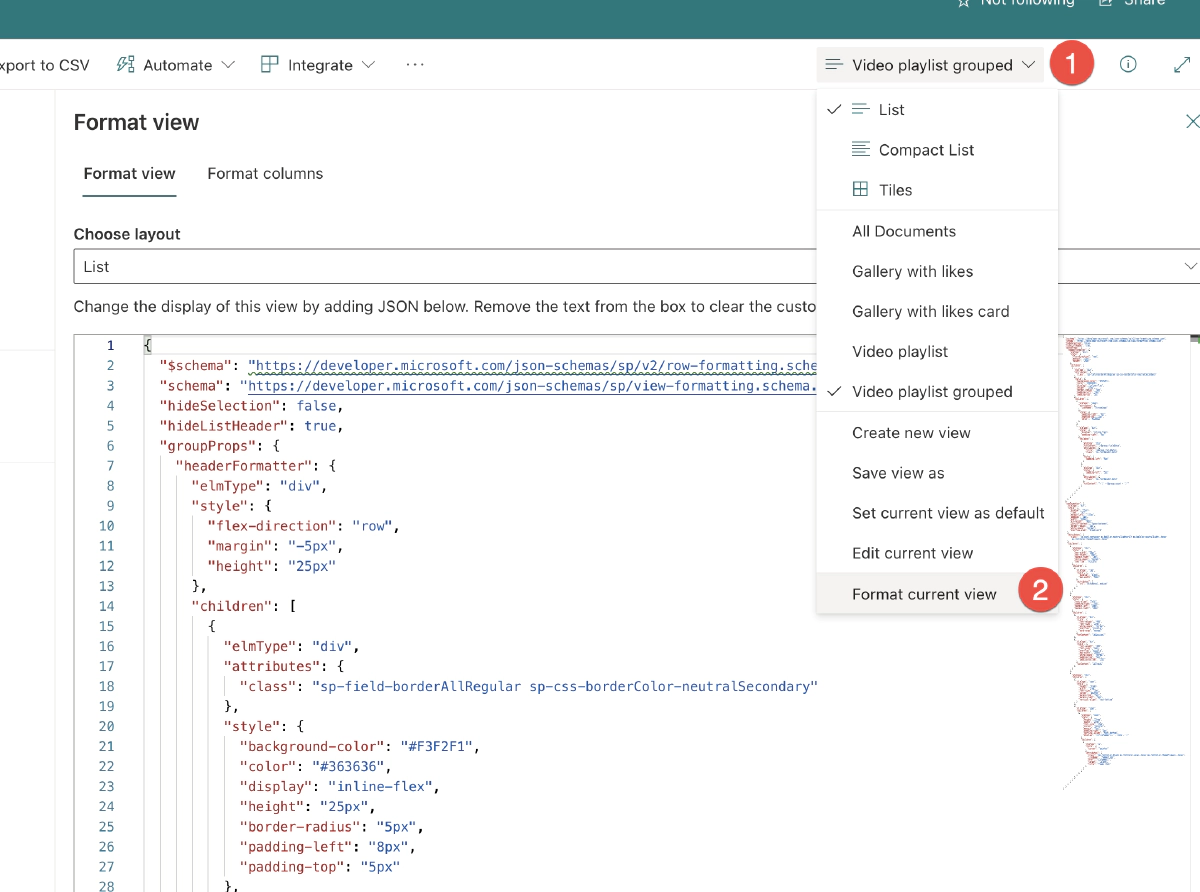 Not following
Share
xport to CSV
Automate
Integrate
...
Video playlist grouped
1
Format view
Format view
Format columns
Choose layout
List
Change the display of this view by adding JSON below. Remove the text from the box to clear the custo
List
Compact List
Tiles
All Documents
Gallery with likes
Gallery with likes card
Video playlist
Video playlist grouped
Create new view
Save view as
Set current view as default
Edit current view
Format current view
2
1 {
2 "$schema": "https://developer.microsoft.com/json-schemas/sp/v2/row-formatting.sche
3 "schema": "https://developer.microsoft.com/json-schemas/sp/view-formatting.schema.
4 "hideSelection": false,
5 "hideListHeader": true,
6 "groupProps": {
7 "headerFormatter": {
8 "elmType": "div",
9 "style": {
10 "flex-direction": "row",
11 "margin": "-5px",
12 "height": "25px"
13 },
14 "children": [
15 {
16 "elmType": "div",
17 "attributes": {
18 "class": "sp-field-borderAllRegular sp-css-borderColor-neutralSecondary"
19 },
20 "style": {
21 "background-color": "#F3F2F1",
22 "color": "#363636",
23 "display": "inline-flex",
24 "height": "25px",
25 "border-radius": "5px",
26 "padding-left": "8px",
27 "padding-top": "5px"
28 },